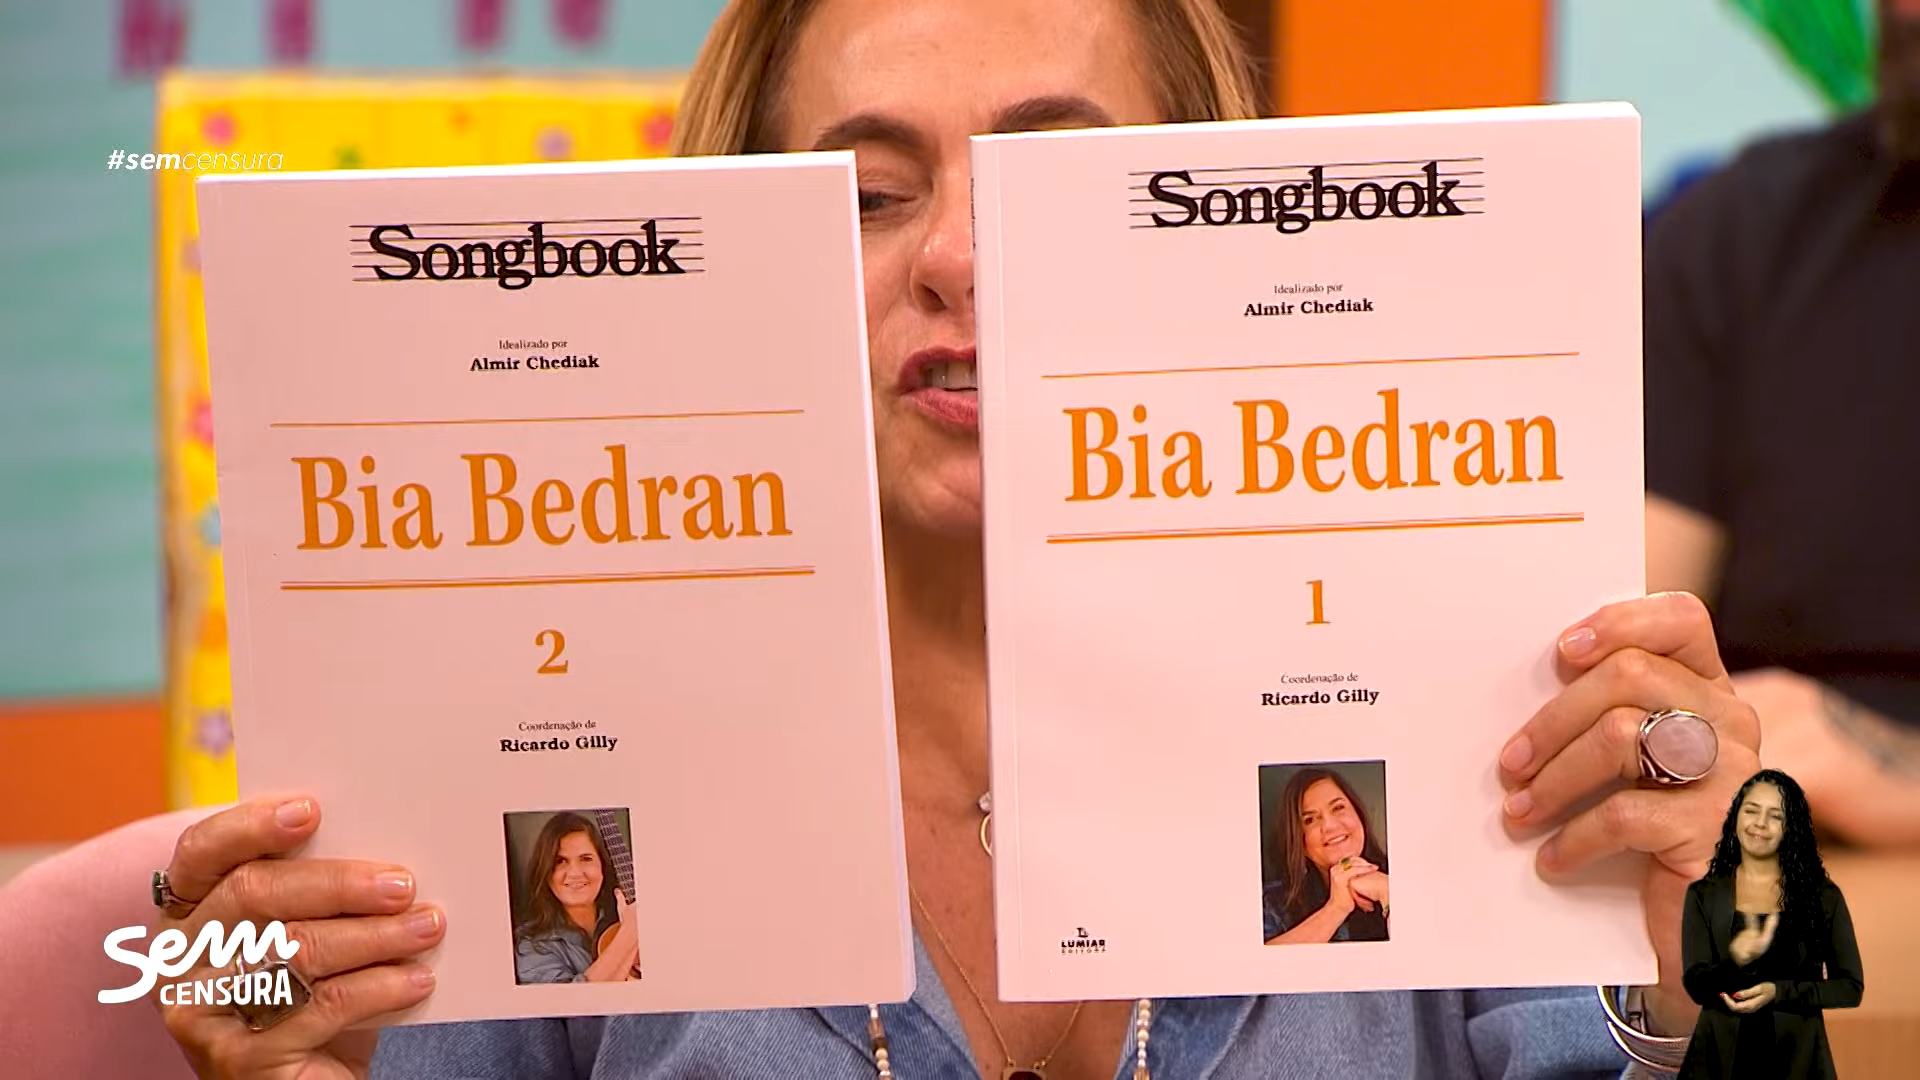 #semcensura
Songbook
Idealizado por
Almir Chediak
Bia Bedran
2
Coordenação de
Ricardo Gilly
Songbook
Idealizado por
Almir Chediak
Bia Bedran
1
Coordenação de
Ricardo Gilly
LUMIAR
EDITORA
Sem
CENSURA